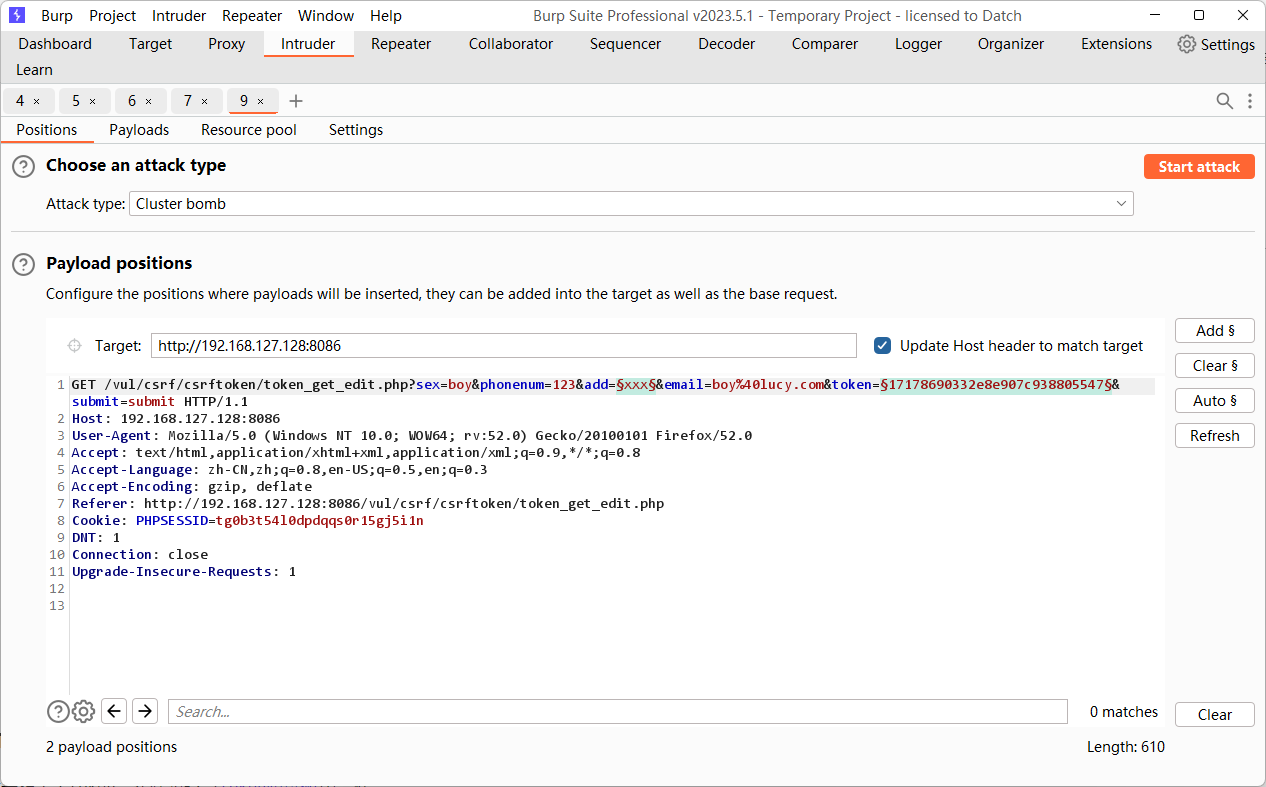 Burp Project Intruder Repeater Window Help Burp Suite Professional v2023.5.1 - Temporary Project - licensed to Datch
Dashboard Target Proxy Intruder Repeater Collaborator Sequencer Decoder Comparer Logger Organizer Extensions Settings
Learn
4 × 5 × 6 × 7 × 9 × +
Positions Payloads Resource pool Settings
? Choose an attack type Start attack
Attack type: Cluster bomb
? Payload positions
Configure the positions where payloads will be inserted, they can be added into the target as well as the base request.
Target: http://192.168.127.128:8086 Update Host header to match target
Add §
Clear §
Auto §
Refresh
1 GET /vul/csrf/csrftoken/token_get_edit.php?sex=boy&phonenum=123&add=§xxx§&email=boy%40lucy.com&token=§17178690332e8e907c938805547§&
submit=submit HTTP/1.1
2 Host: 192.168.127.128:8086
3 User-Agent: Mozilla/5.0 (Windows NT 10.0; WOW64; rv:52.0) Gecko/20100101 Firefox/52.0
4 Accept: text/html,application/xhtml+xml,application/xml;q=0.9,*/*;q=0.8
5 Accept-Language: zh-CN,zh;q=0.8,en-US;q=0.5,en;q=0.3
6 Accept-Encoding: gzip, deflate
7 Referer: http://192.168.127.128:8086/vul/csrf/csrftoken/token_get_edit.php
8 Cookie: PHPSESSID=tg0b3t54l0dpdqqs0r15gj5i1n
9 DNT: 1
10 Connection: close
11 Upgrade-Insecure-Requests: 1
12
13
? Search... 0 matches Clear
2 payload positions Length: 610